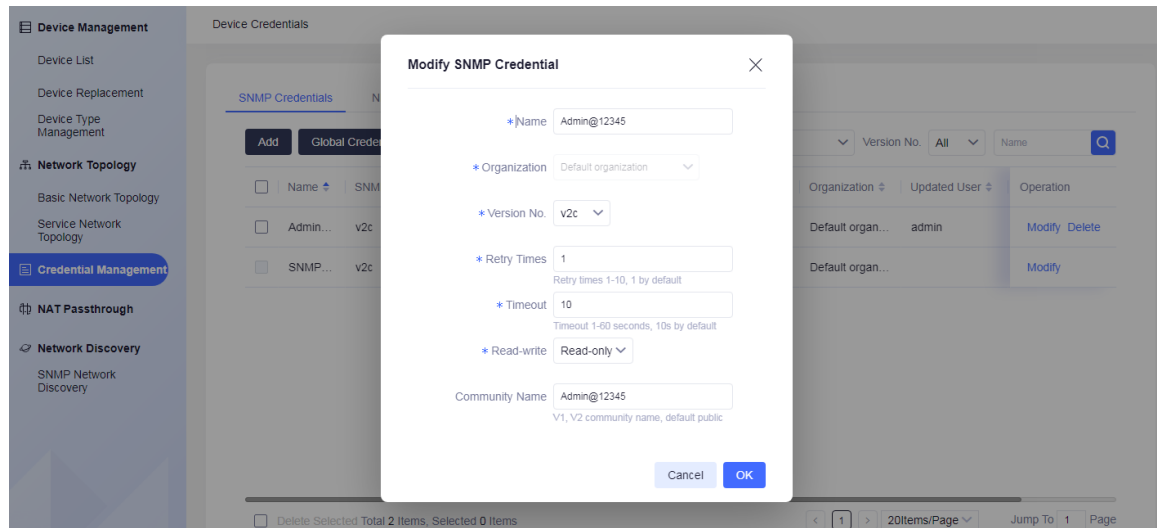 Device Management
Device List
Device Replacement
Device Type
Management
Network Topology
Basic Network Topology
Service Network
Topology
Credential Management
NAT Passthrough
Network Discovery
SNMP Network
Discovery
Device Credentials
SNMP Credentials N
Add Global Creden Version No. All Name
Name SNM Organization Updated User Operation
Admin... v2c Default organ... admin Modify Delete
SNMP... v2c Default organ... Modify
Delete Selected Total 2 Items, Selected 0 Items < 1 > 20Items/Page Jump To 1 Page
Modify SNMP Credential
* Name Admin@12345
* Organization Default organization
* Version No. v2c
* Retry Times 1
Retry times 1-10, 1 by default
* Timeout 10
Timeout 1-60 seconds, 10s by default
* Read-write Read-only
Community Name Admin@12345
V1, V2 community name, default public
Cancel OK